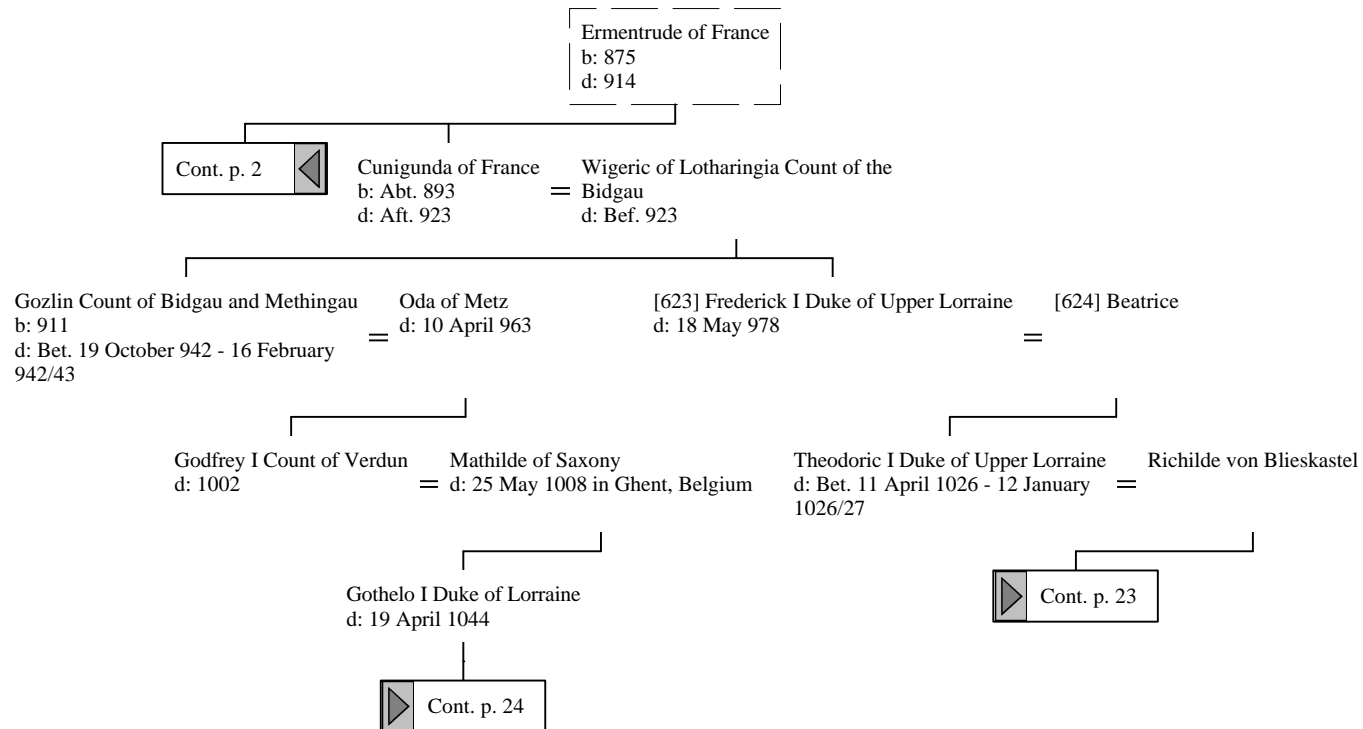 Ermentrude of France
b: 875
d: 914
Cont. p. 2
Cunigunda of France
b: Abt. 893
d: Aft. 923
=
Wigeric of Lotharingia Count of the
Bidgau
d: Bef. 923
Gozlin Count of Bidgau and Methingau
b: 911
d: Bet. 19 October 942 - 16 February
942/43
=
Oda of Metz
d: 10 April 963
[623] Frederick I Duke of Upper Lorraine
d: 18 May 978
=
[624] Beatrice
Godfrey I Count of Verdun
d: 1002
=
Mathilde of Saxony
d: 25 May 1008 in Ghent, Belgium
Theodoric I Duke of Upper Lorraine
d: Bet. 11 April 1026 - 12 January
1026/27
=
Richilde von Blieskastel
Gothelo I Duke of Lorraine
d: 19 April 1044
Cont. p. 23
Cont. p. 24